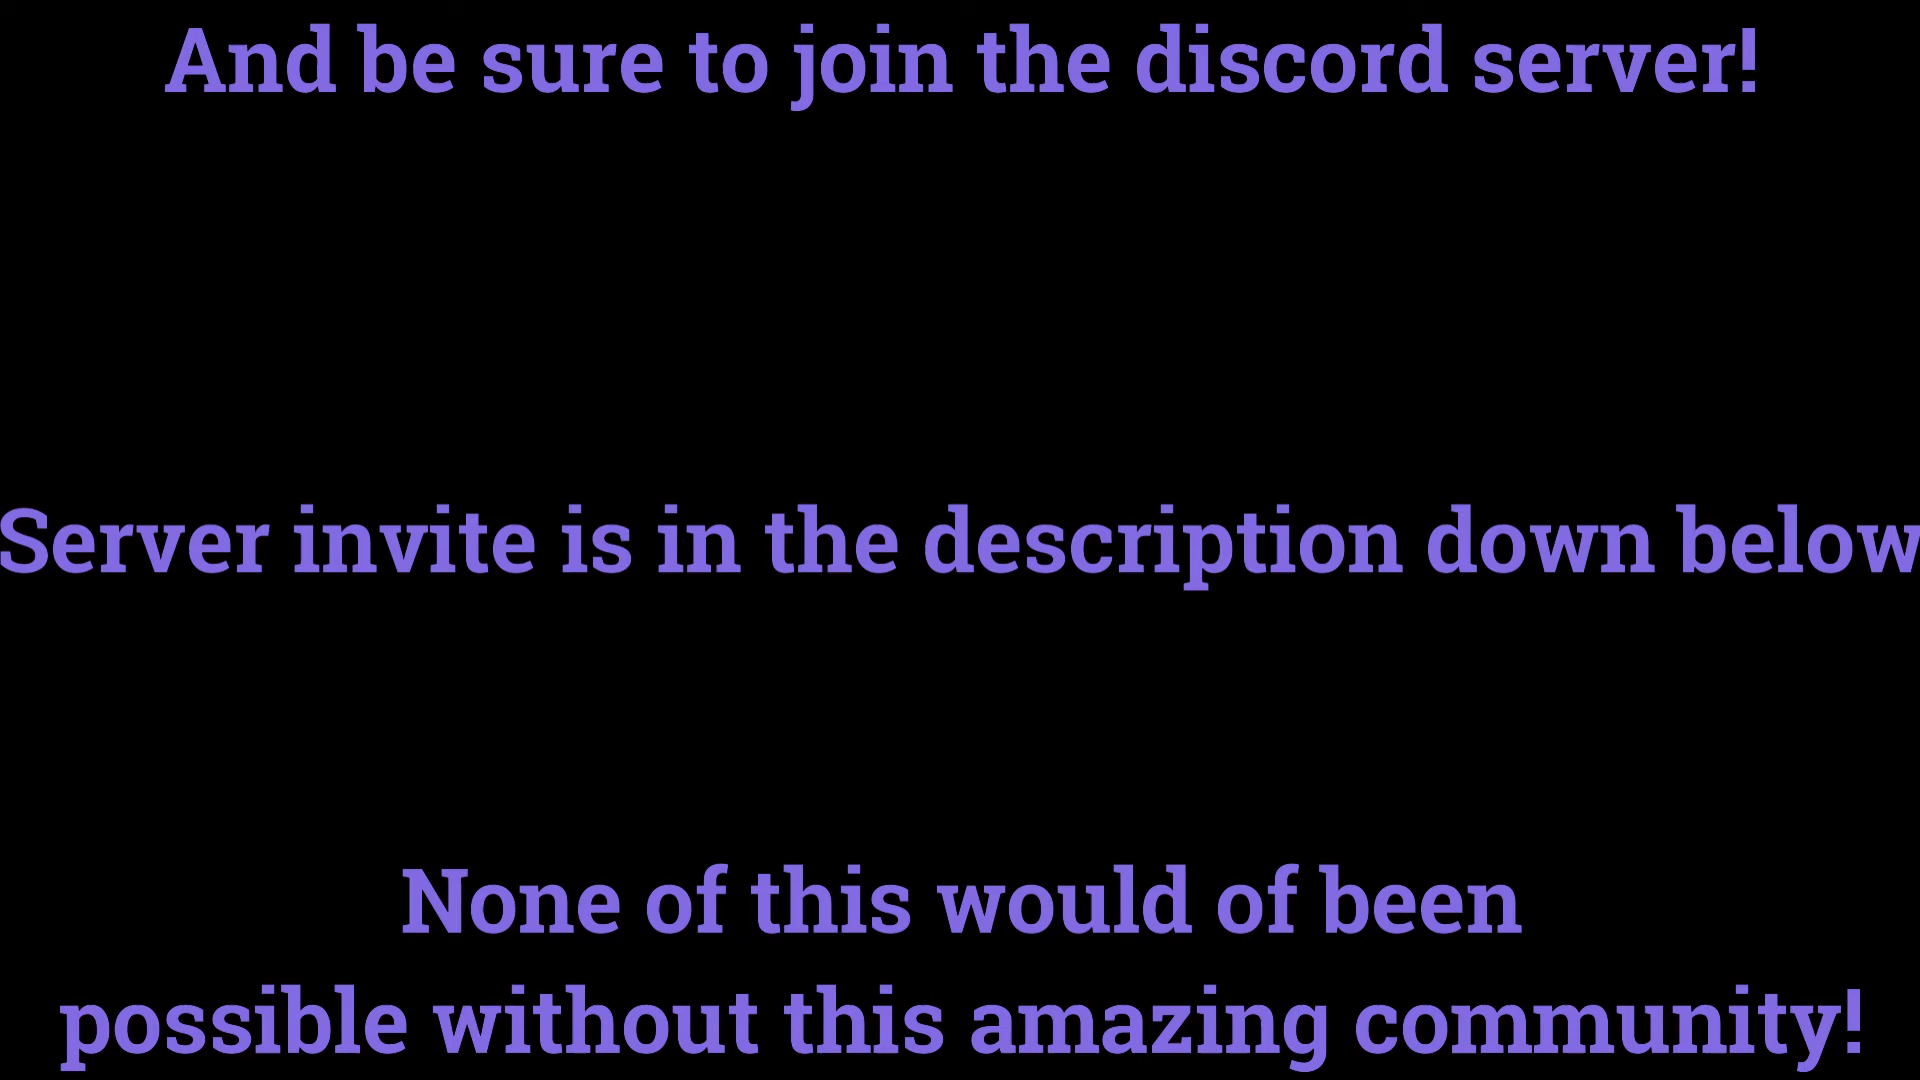 And be sure to join the discord server!
Server invite is in the description down below
None of this would of been
possible without this amazing community!